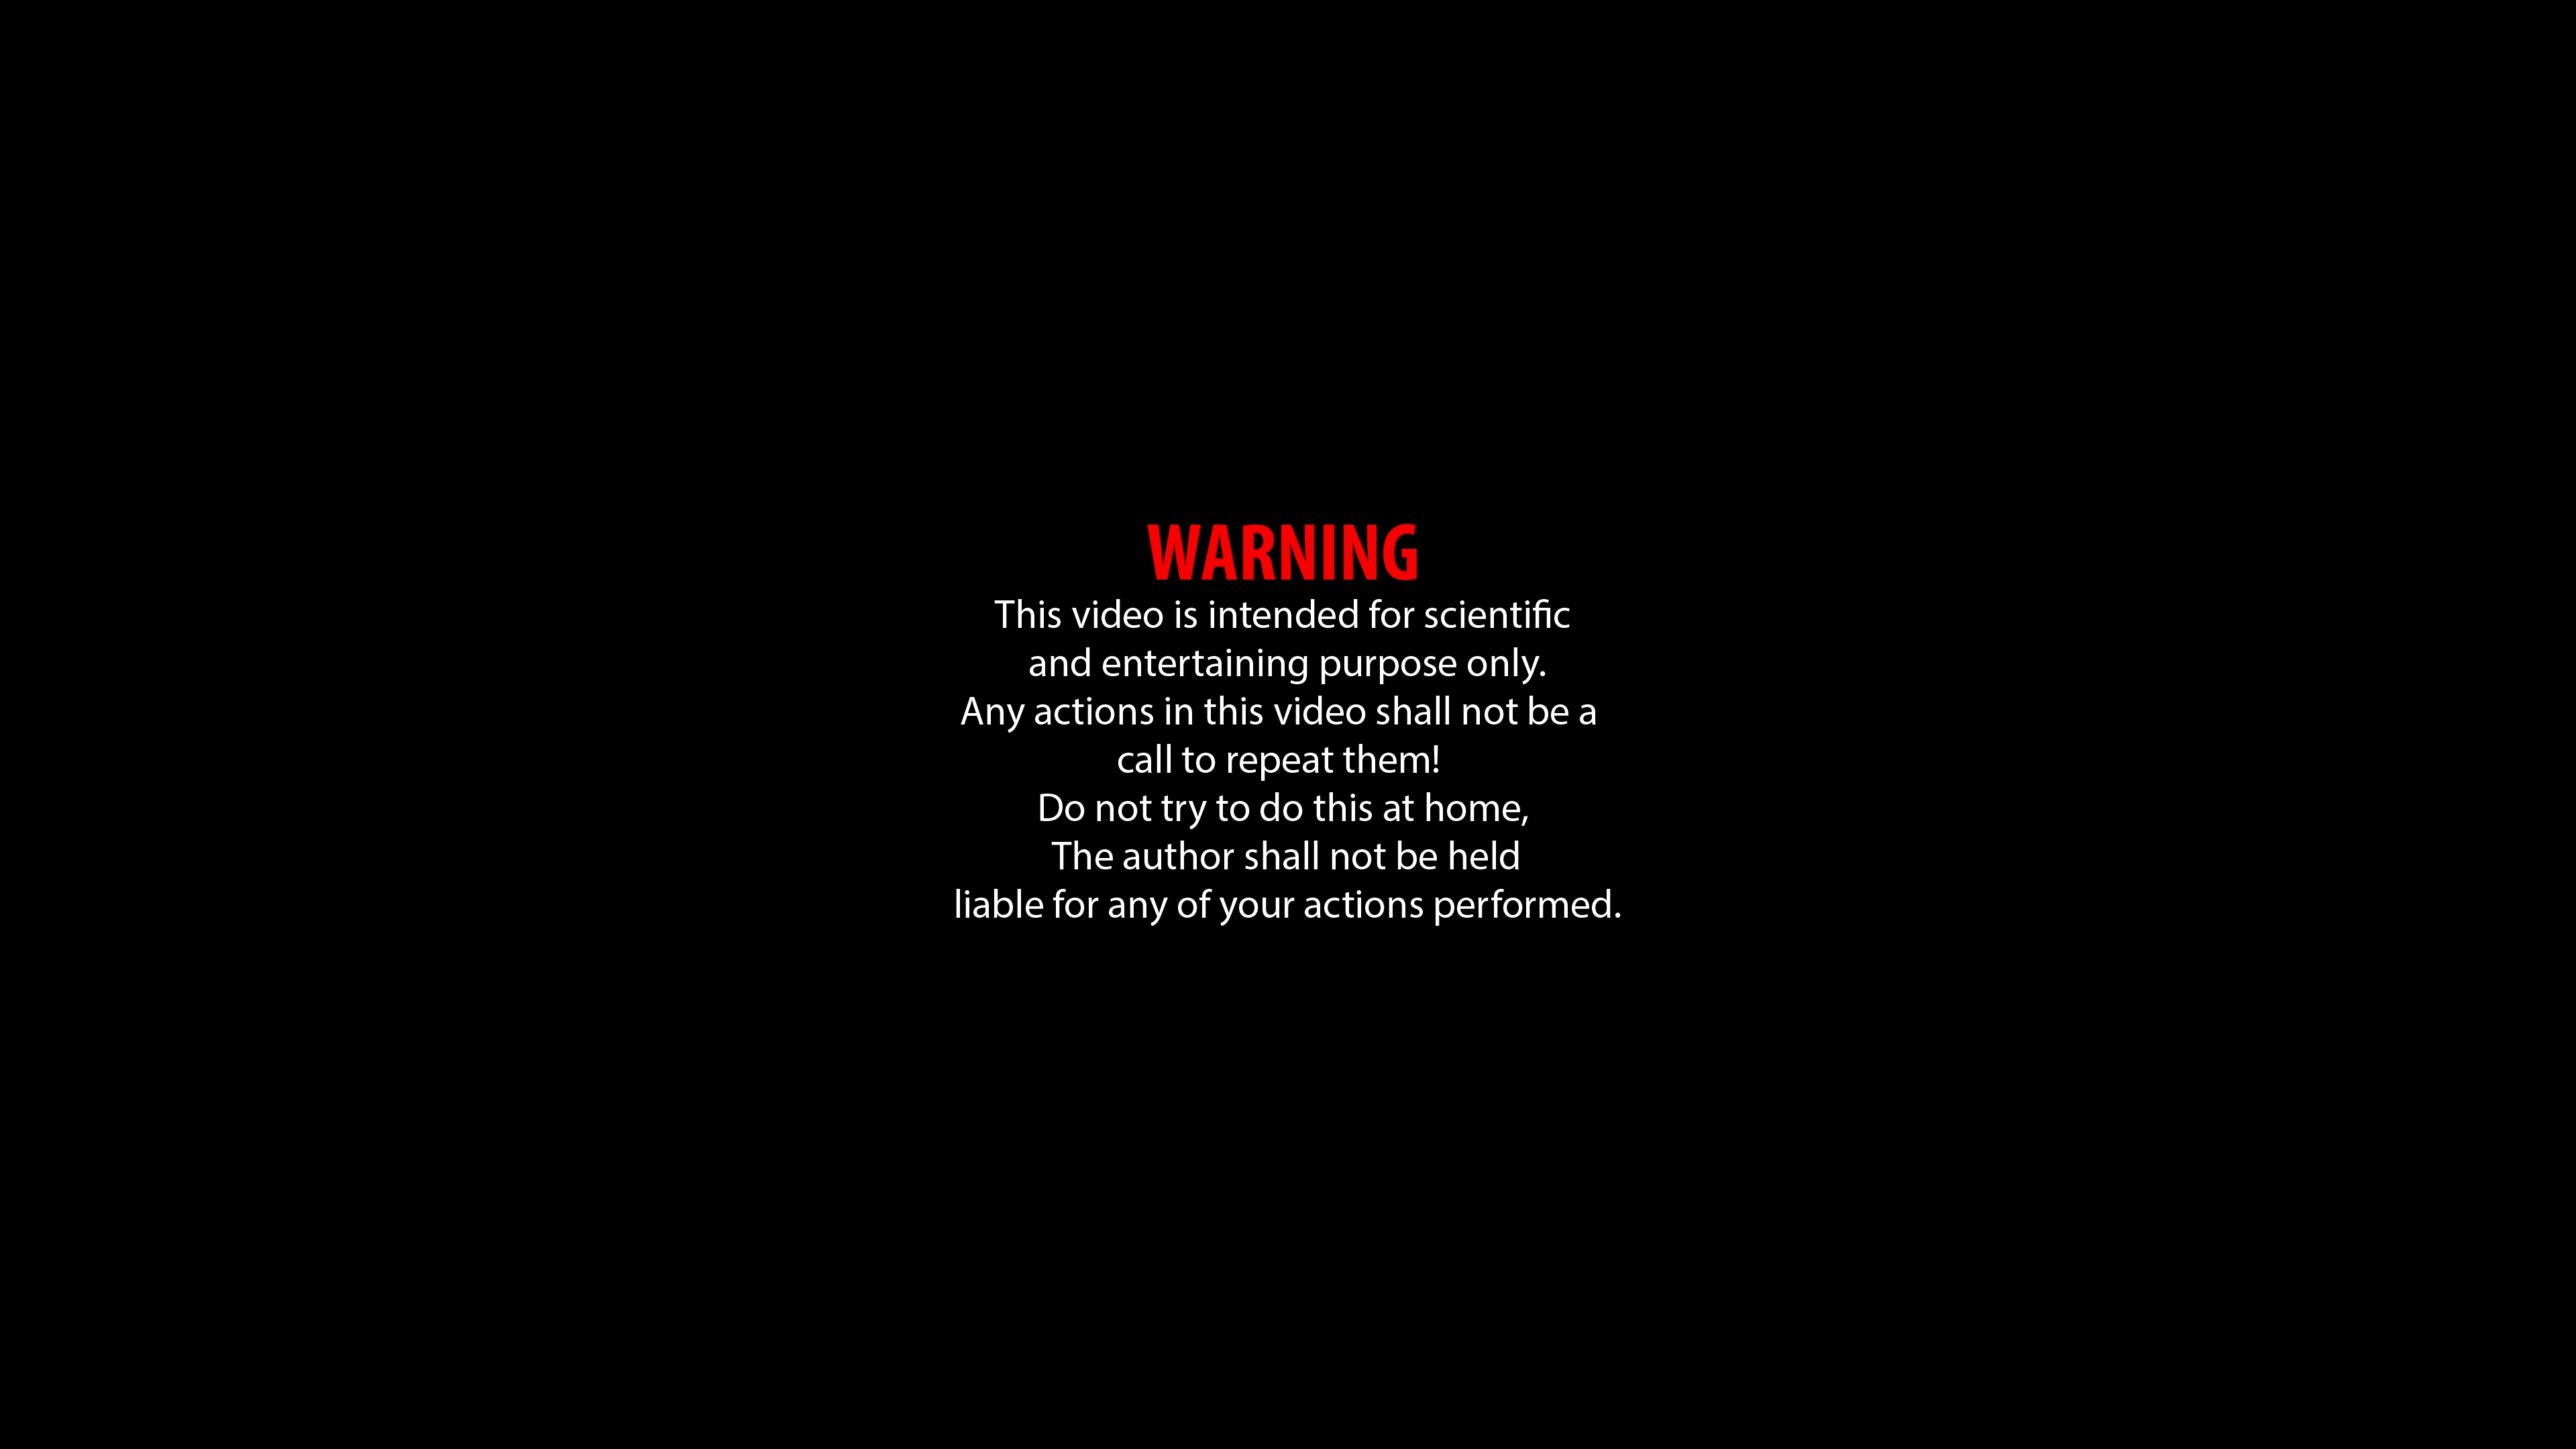 WARNING
This video is intended for scientific
and entertaining purpose only.
Any actions in this video shall not be a
call to repeat them!
Do not try to do this at home,
The author shall not be held
liable for any of your actions performed.